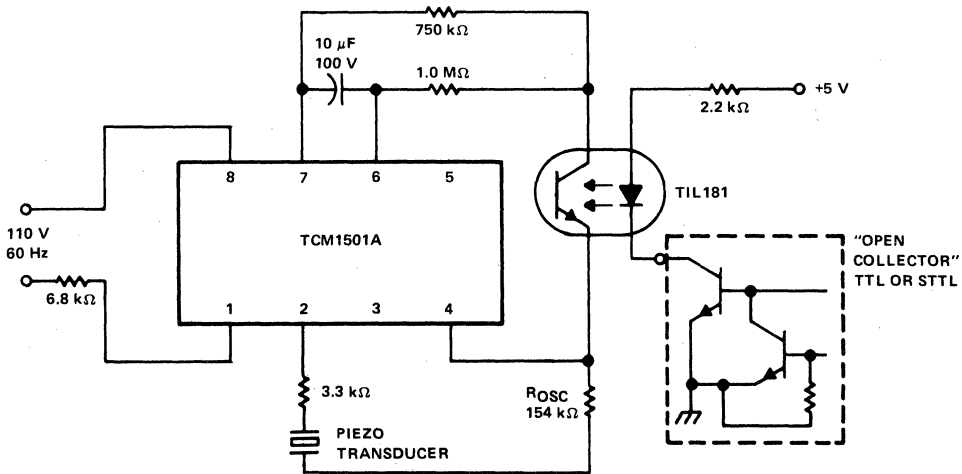 750 kΩ
10 μF
100 V
1.0 MΩ
+5 V
2.2 kΩ
8 7 6 5
TIL181
TCM1501A
110 V
60 Hz
6.8 kΩ
1 2 3 4
"OPEN
COLLECTOR"
TTL OR STTL
3.3 kΩ
ROSC
154 kΩ
PIEZO
TRANSDUCER